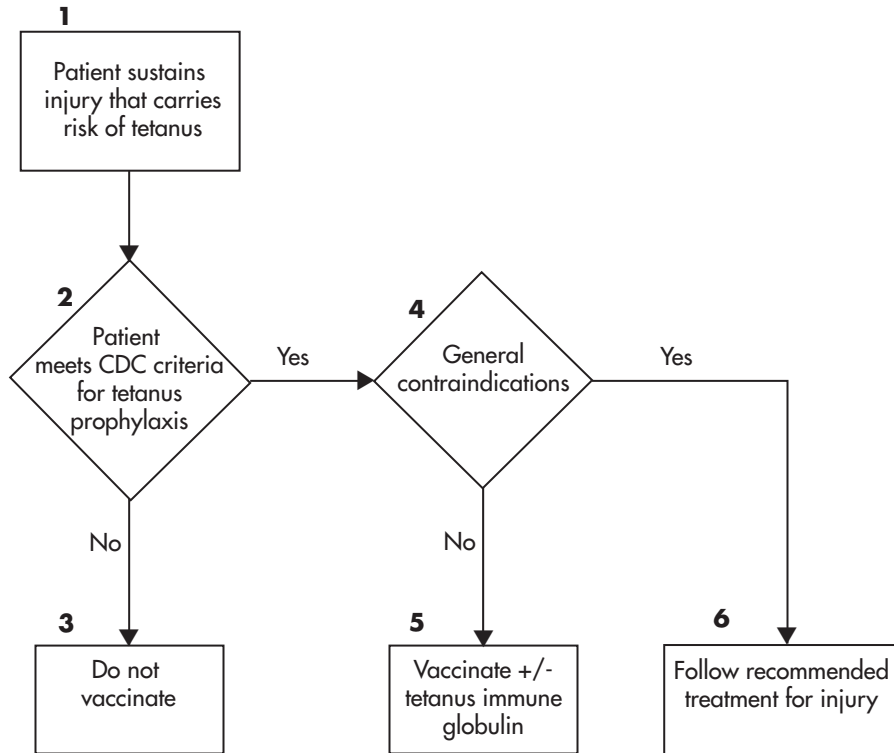 1
Patient sustains
injury that carries
risk of tetanus
2
Patient
meets CDC criteria
for tetanus
prophylaxis
Yes
4
General
contraindications
Yes
No
No
3
Do not
vaccinate
5
Vaccinate +/-
tetanus immune
globulin
6
Follow recommended
treatment for injury